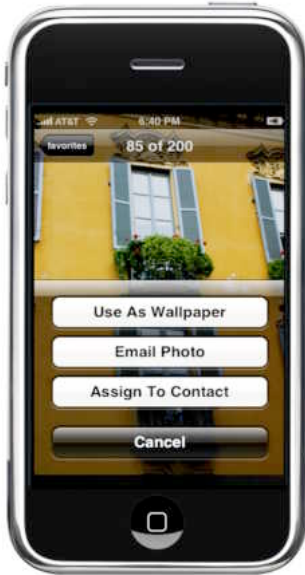 AT&T 6:40 PM
favorites 85 of 200
Use As Wallpaper
Email Photo
Assign To Contact
Cancel